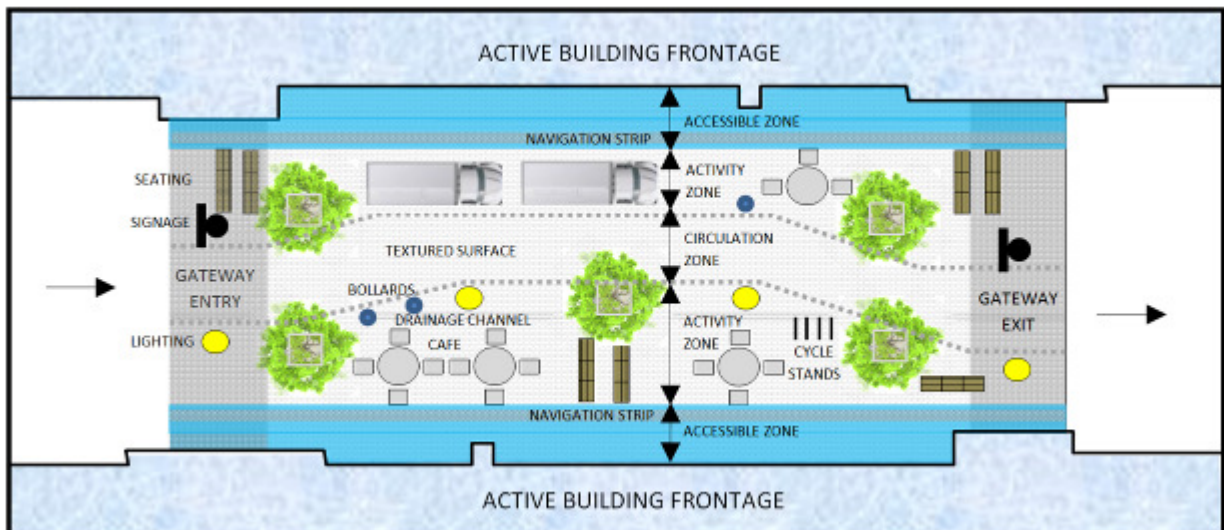 ACTIVE BUILDING FRONTAGE
ACCESSIBLE ZONE
NAVIGATION STRIP
SEATING
ACTIVITY
ZONE
SIGNAGE
CIRCULATION
ZONE
TEXTURED SURFACE
GATEWAY
ENTRY
BOLLARDS
GATEWAY
EXIT
DRAINAGE CHANNEL
ACTIVITY
ZONE
LIGHTING
CAFE
CYCLE
STANDS
NAVIGATION STRIP
ACCESSIBLE ZONE
ACTIVE BUILDING FRONTAGE